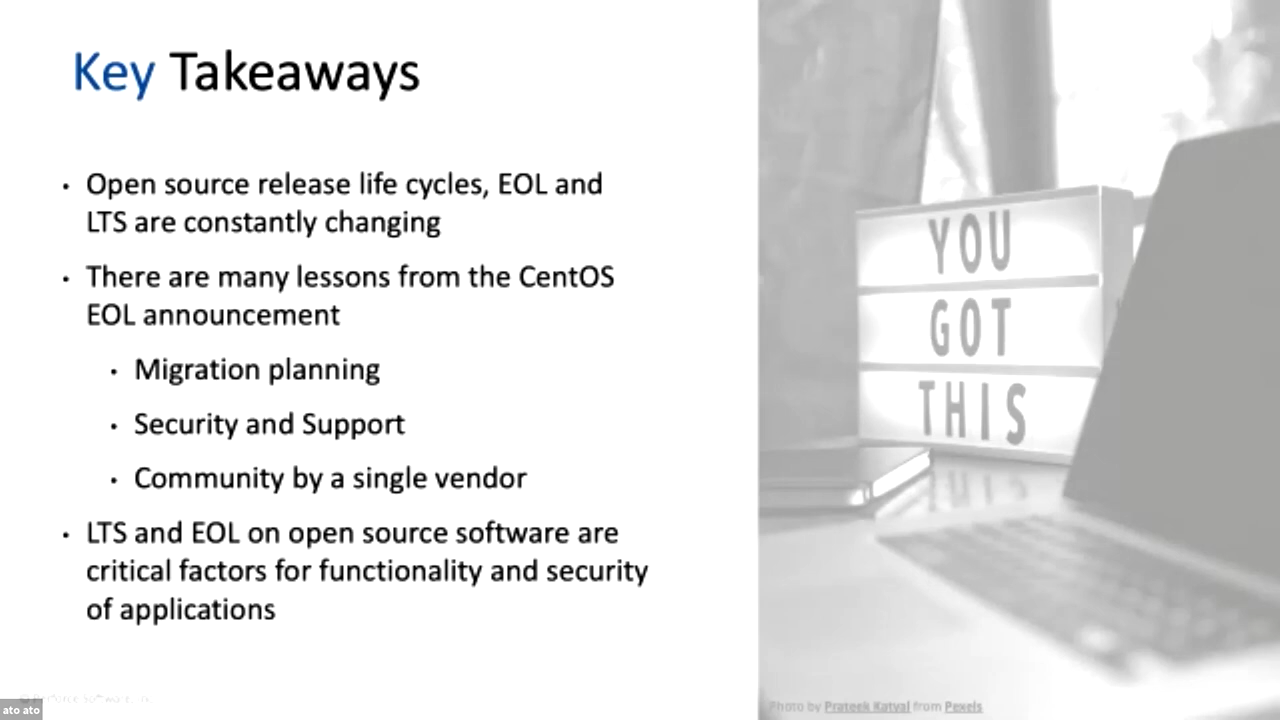 Key Takeaways
• Open source release life cycles, EOL and
LTS are constantly changing
• There are many lessons from the CentOS
EOL announcement
• Migration planning
• Security and Support
• Community by a single vendor
• LTS and EOL on open source software are
critical factors for functionality and security
of applications
YOU
GOT
THIS
Photo by Prateek Katyal from Pexels
ato ato